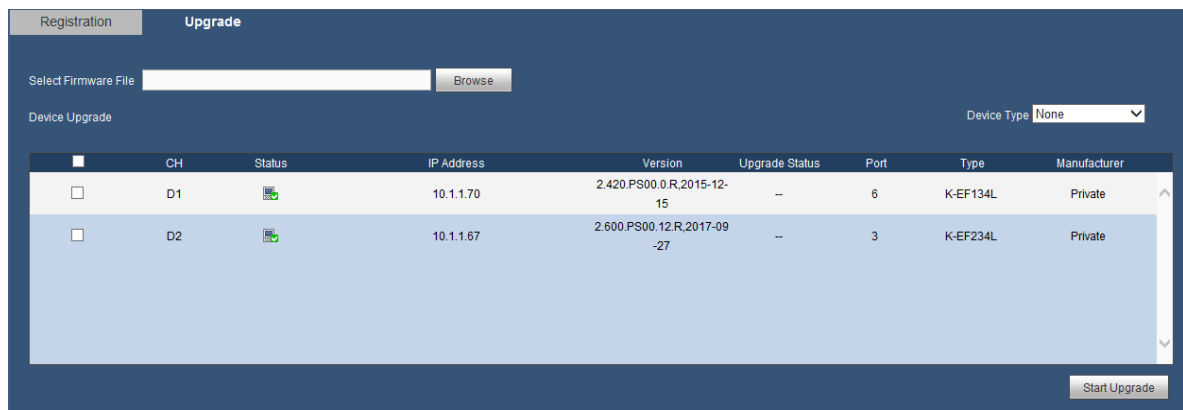 Registration Upgrade
Select Firmware File Browse
Device Upgrade Device Type None
CH Status IP Address Version Upgrade Status Port Type Manufacturer
D1 10.1.1.70 2.420.PS00.0.R,2015-12- -- 6 K-EF134L Private
15
D2 10.1.1.67 2.600.PS00.12.R,2017-09 -- 3 K-EF234L Private
-27
Start Upgrade